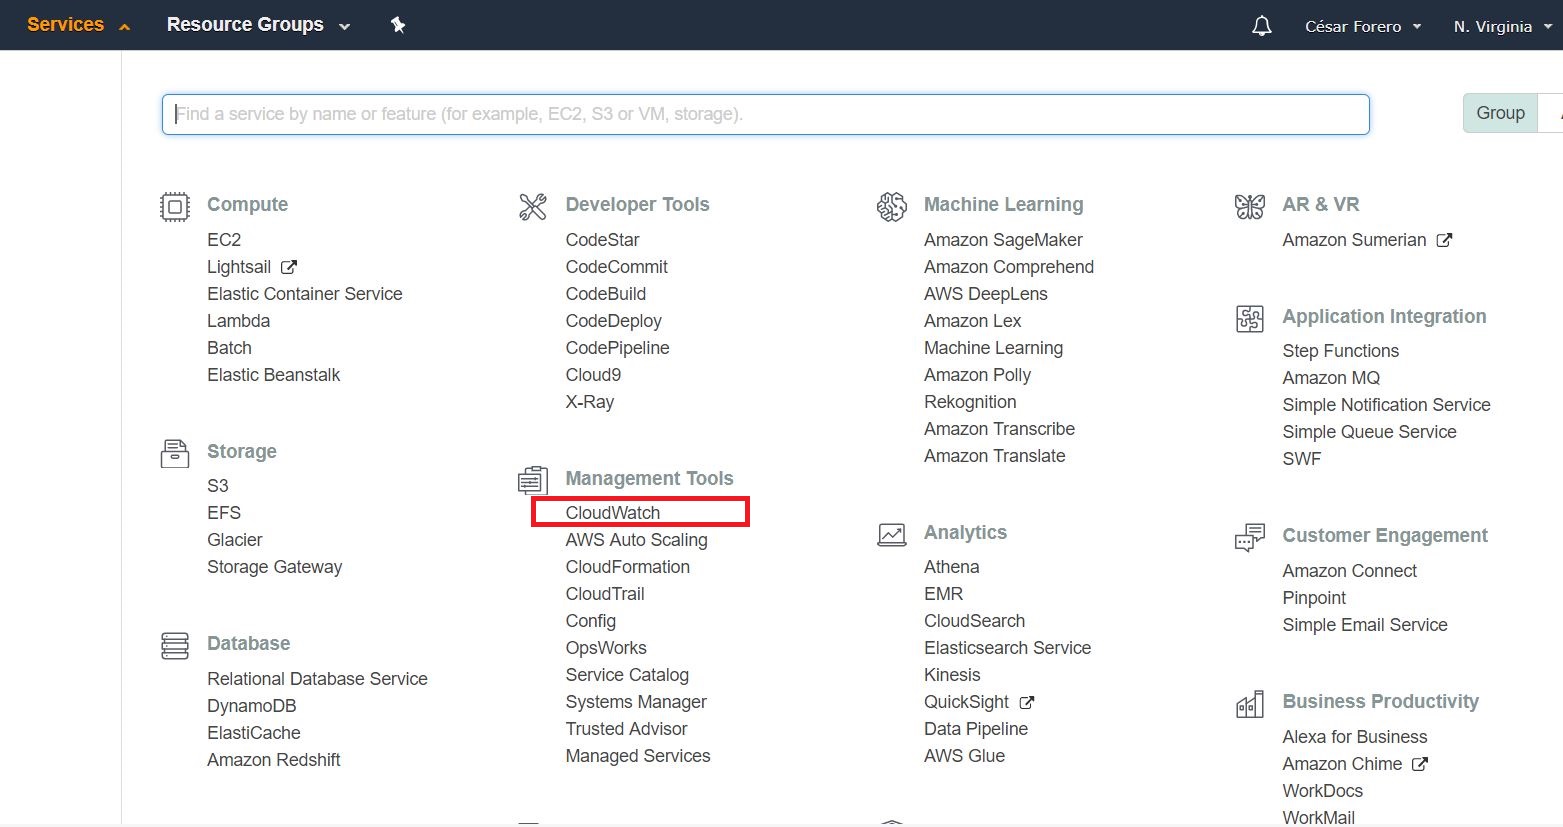 Services
Resource Groups
César Forero
N. Virginia
Find a service by name or feature (for example, EC2, S3 or VM, storage).
Group
Compute
EC2
Lightsail
Elastic Container Service
Lambda
Batch
Elastic Beanstalk
Storage
S3
EFS
Glacier
Storage Gateway
Database
Relational Database Service
DynamoDB
ElastiCache
Amazon Redshift
Developer Tools
CodeStar
CodeCommit
CodeBuild
CodeDeploy
CodePipeline
Cloud9
X-Ray
Management Tools
CloudWatch
AWS Auto Scaling
CloudFormation
CloudTrail
Config
OpsWorks
Service Catalog
Systems Manager
Trusted Advisor
Managed Services
Machine Learning
Amazon SageMaker
Amazon Comprehend
AWS DeepLens
Amazon Lex
Machine Learning
Amazon Polly
Rekognition
Amazon Transcribe
Amazon Translate
Analytics
Athena
EMR
CloudSearch
Elasticsearch Service
Kinesis
QuickSight
Data Pipeline
AWS Glue
AR & VR
Amazon Sumerian
Application Integration
Step Functions
Amazon MQ
Simple Notification Service
Simple Queue Service
SWF
Customer Engagement
Amazon Connect
Pinpoint
Simple Email Service
Business Productivity
Alexa for Business
Amazon Chime
WorkDocs
WorkMail